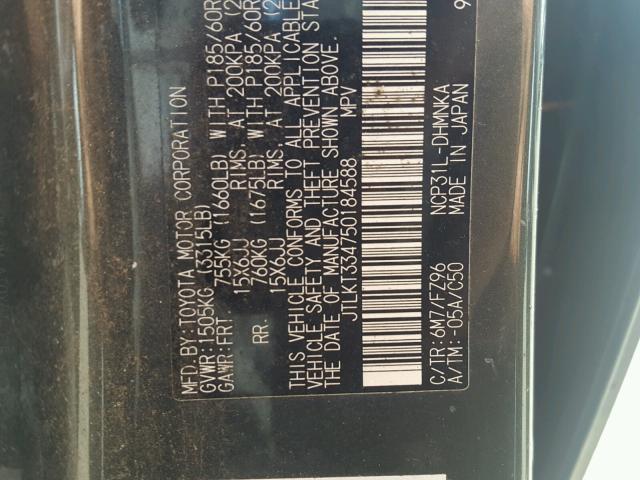 MFD.BY:TOYOTA MOTOR CORPORATION
GVWR:1505KG (3315LB)
GAWR:FRT. 755KG (1660LB) WITH P185/60R
15X6JJ RIMS, AT 200KPA (2
RR. 760KG (1675LB) WITH P185/60R
15X6JJ RIMS, AT 200KPA (2
THIS VEHICLE CONFORMS TO ALL APPLICABLE
VEHICLE SAFETY AND THEFT PREVENTION STA
THE DATE OF MANUFACTURE SHOWN ABOVE.
JTLKT334750184588 MPV
C/TR:6M7/FZ96 NCP31L-DHMNKA
A/TM:-05A/C50 MADE IN JAPAN